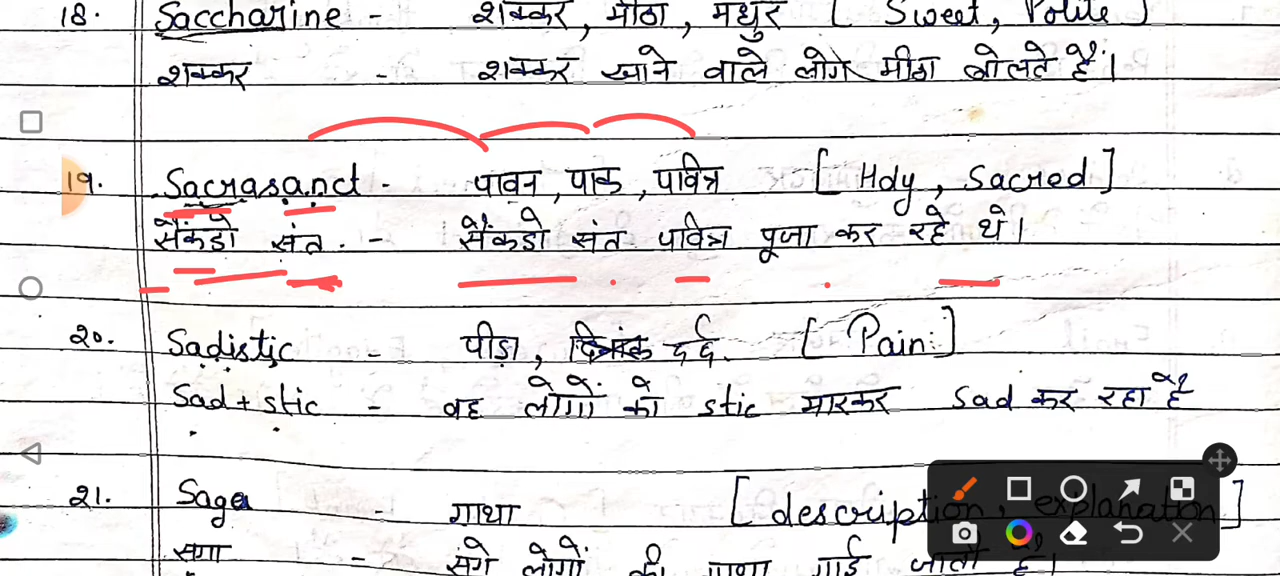 18. Saccharine - शक्कर, मीठा, मधुर [ Sweet, Polite ]
शक्कर - शक्कर खाने वाले लोग मीठा बोलते है।
19. Sacrasanct - पावन, पाक, पवित्र [ Hdy, Sacred ]
सैंकडो संत - सैंकडो संत पवित्र पूजा कर रहे थे।
20. Sadistic - पीड़ा, दर्द. [ Pain ]
Sad + stic - वह लोगों को stic मारकर Sad कर रहा है
21. Saga - गाथा [ description, explanation ]
सगा - संगे लोगों की गाथा गाई जाती है।